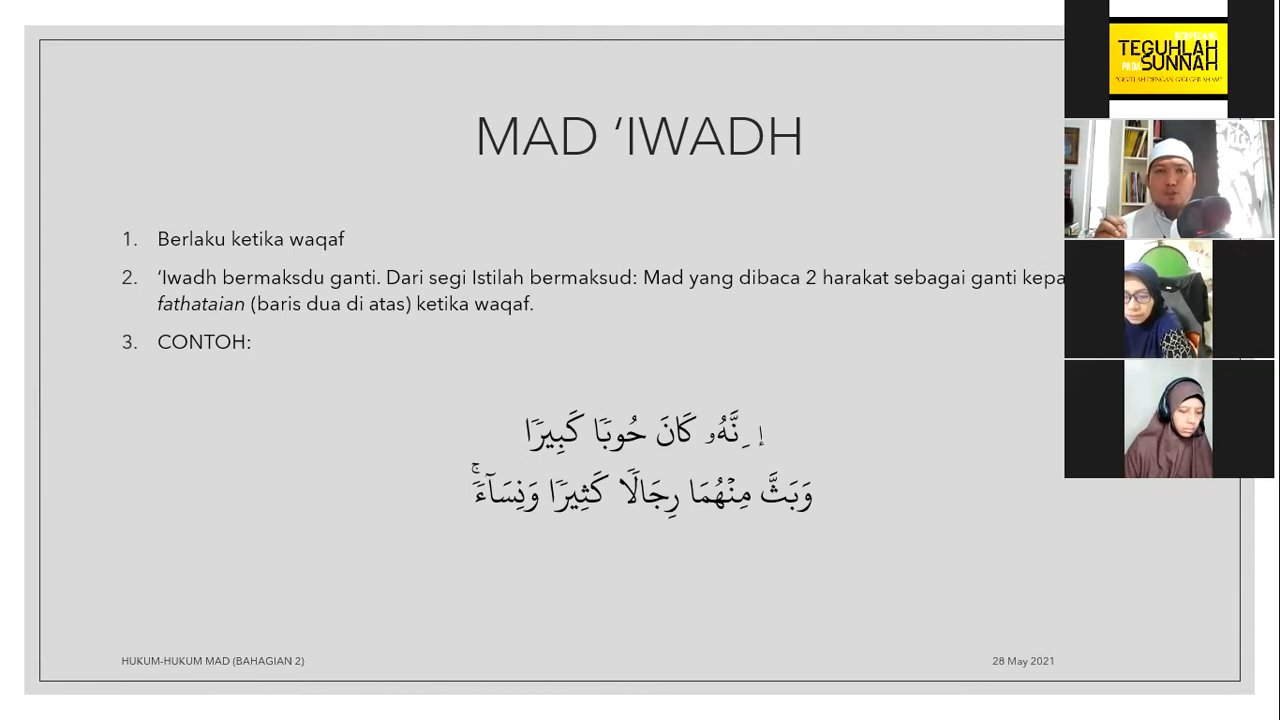 MAD ‘IWADH
1. Berlaku ketika waqaf
2. ‘Iwadh bermaksdu ganti. Dari segi Istilah bermaksud: Mad yang dibaca 2 harakat sebagai ganti kepa
fathataian (baris dua di atas) ketika waqaf.
3. CONTOH:
إِنَّهُۥ كَانَ حُوبٗا كَبِيرٗا
وَبَثَّ مِنۡهُمَا رِجَالٗا كَثِيرٗا وَنِسَآءٗۚ
HUKUM-HUKUM MAD (BAHAGIAN 2)
28 May 2021
TEGUHLAH
PADA SUNNAH